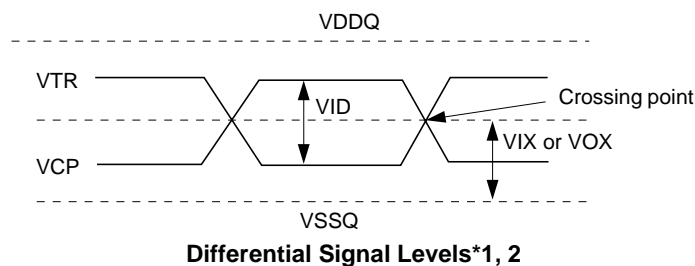 VDDQ
VTR
Crossing point
VID
VIX or VOX
VCP
VSSQ
Differential Signal Levels*1, 2